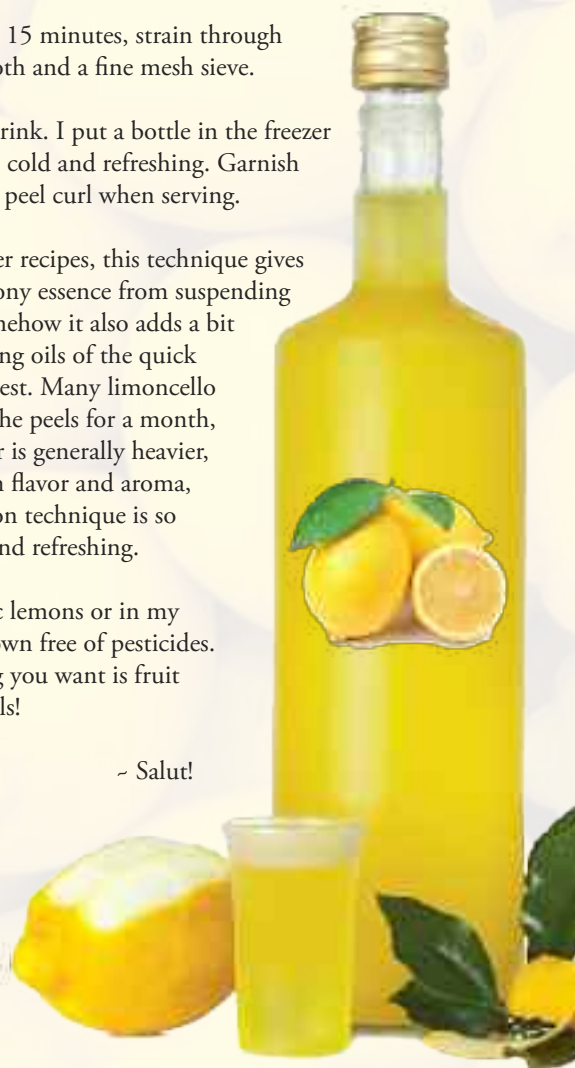 15 minutes, strain through
oth and a fine mesh sieve.
rink. I put a bottle in the freezer
cold and refreshing. Garnish
peel curl when serving.
er recipes, this technique gives
ony essence from suspending
mehow it also adds a bit
ng oils of the quick
est. Many limoncello
he peels for a month,
r is generally heavier,
n flavor and aroma,
on technique is so
nd refreshing.
c lemons or in my
own free of pesticides.
g you want is fruit
ls!
~ Salut!